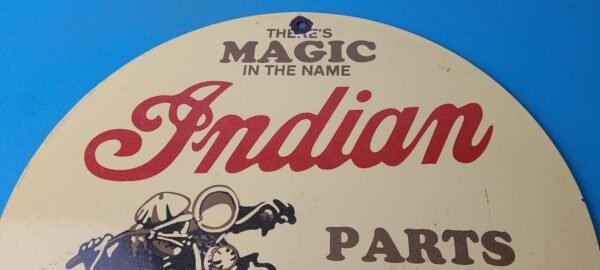 THERE'S
MAGIC
IN THE NAME
Indian
PARTS